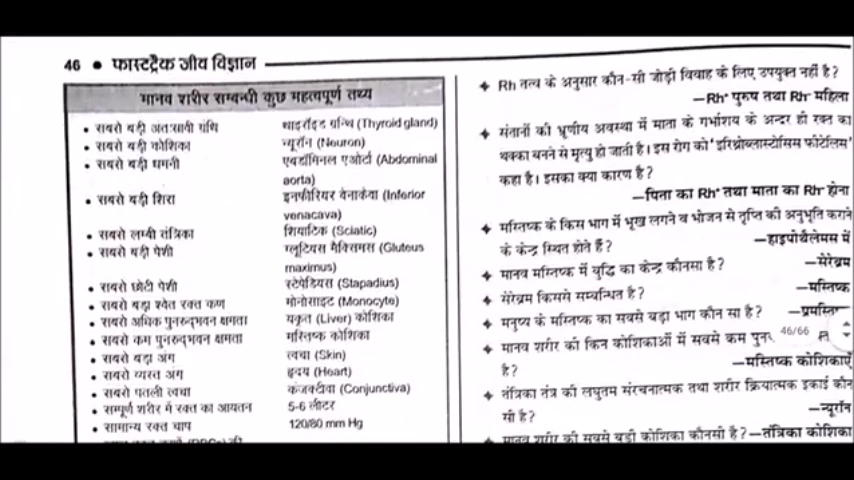 46 ● फास्टट्रैक जीव विज्ञान
मानव शरीर सम्बन्धी कुछ महत्वपूर्ण तथ्य
• सबसे बड़ी अंतःस्रावी ग्रंथि थाइरॉइड ग्रन्थि (Thyroid gland)
• सबसे बड़ी कोशिका न्यूरॉन (Neuron)
• सबसे बड़ी धमनी एबडॉमिनल एओर्टा (Abdominal
aorta)
• सबसे बड़ी शिरा इनफीरियर वेनाकेवा (Inferior
venacava)
• सबसे लम्बी तंत्रिका शियाटिक (Sciatic)
• सबसे बड़ी पेशी ग्लूटियस मैक्सिमस (Gluteus
maximus)
• सबसे छोटी पेशी स्टेपेडियस (Stapadius)
• सबसे बड़ा श्वेत रक्त कण मोनोसाइट (Monocyte)
• सबसे अधिक पुनरुद्भवन क्षमता यकृत (Liver) कोशिका
• सबसे कम पुनरुद्भवन क्षमता मस्तिष्क कोशिका
• सबसे बड़ा अंग त्वचा (Skin)
• सबसे व्यस्त अंग हृदय (Heart)
• सबसे पतली त्वचा कंजक्टीवा (Conjunctiva)
• सम्पूर्ण शरीर में रक्त का आयतन 5-6 लीटर
• सामान्य रक्त चाप 120/80 mm Hg
(RBCs) की
✦ Rh तत्व के अनुसार कौन-सी जोड़ी विवाह के लिए उपयुक्त नहीं है?
—Rh⁺ पुरुष तथा Rh⁻ महिला
✦ संतानों की भ्रूणीय अवस्था में माता के गर्भाशय के अन्दर ही रक्त का
थक्का बनने से मृत्यु हो जाती है। इस रोग को 'इरिथ्रोब्लास्टोसिस फीटेलिस'
कहा है। इसका क्या कारण है?
—पिता का Rh⁺ तथा माता का Rh⁻ होना
✦ मस्तिष्क के किस भाग में भूख लगने व भोजन से तृप्ति की अनुभूति कराने
के केन्द्र स्थित होते हैं? —हाइपोथैलेमस में
✦ मानव मस्तिष्क में बुद्धि का केन्द्र कौनसा है? —सेरेब्रम
✦ सेरेब्रम किससे सम्बन्धित है? —मस्तिष्क
✦ मनुष्य के मस्तिष्क का सबसे बड़ा भाग कौन सा है? —प्रमस्ति
46/66
✦ मानव शरीर की किन कोशिकाओं में सबसे कम पुन
है? —मस्तिष्क कोशिकाएँ
✦ तंत्रिका तंत्र की लघुतम संरचनात्मक तथा शरीर क्रियात्मक इकाई कौन
सी है? —न्यूरॉन
✦ मानव शरीर की सबसे बड़ी कोशिका कौनसी है? —तंत्रिका कोशिका